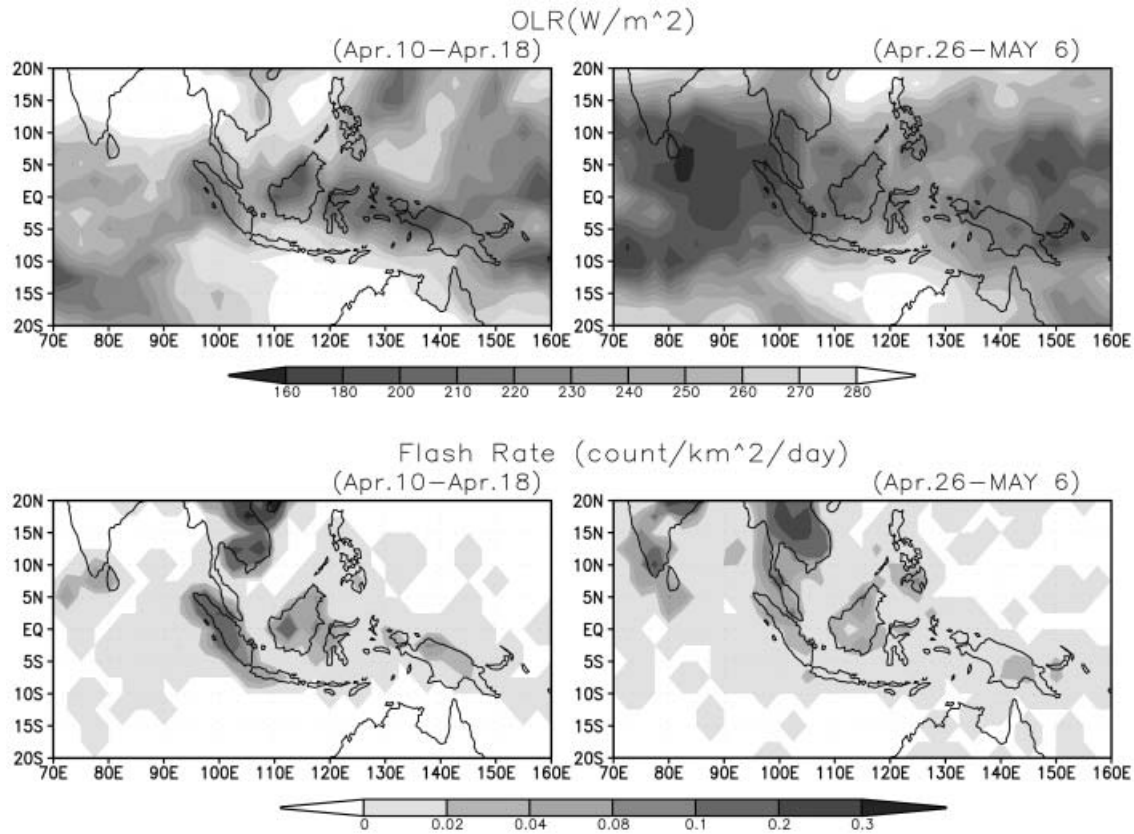 OLR(W/m^2)
(Apr.10-Apr.18) (Apr.26-MAY 6)
20N 20N
15N 15N
10N 10N
5N 5N
EQ EQ
5S 5S
10S 10S
15S 15S
20S 20S
70E 80E 90E 100E 110E 120E 130E 140E 150E 160E 70E 80E 90E 100E 110E 120E 130E 140E 150E 160E
160 180 200 210 220 230 240 250 260 270 280
Flash Rate (count/km^2/day)
(Apr.10-Apr.18) (Apr.26-MAY 6)
20N 20N
15N 15N
10N 10N
5N 5N
EQ EQ
5S 5S
10S 10S
15S 15S
20S 20S
70E 80E 90E 100E 110E 120E 130E 140E 150E 160E 70E 80E 90E 100E 110E 120E 130E 140E 150E 160E
0 0.02 0.04 0.08 0.1 0.2 0.3